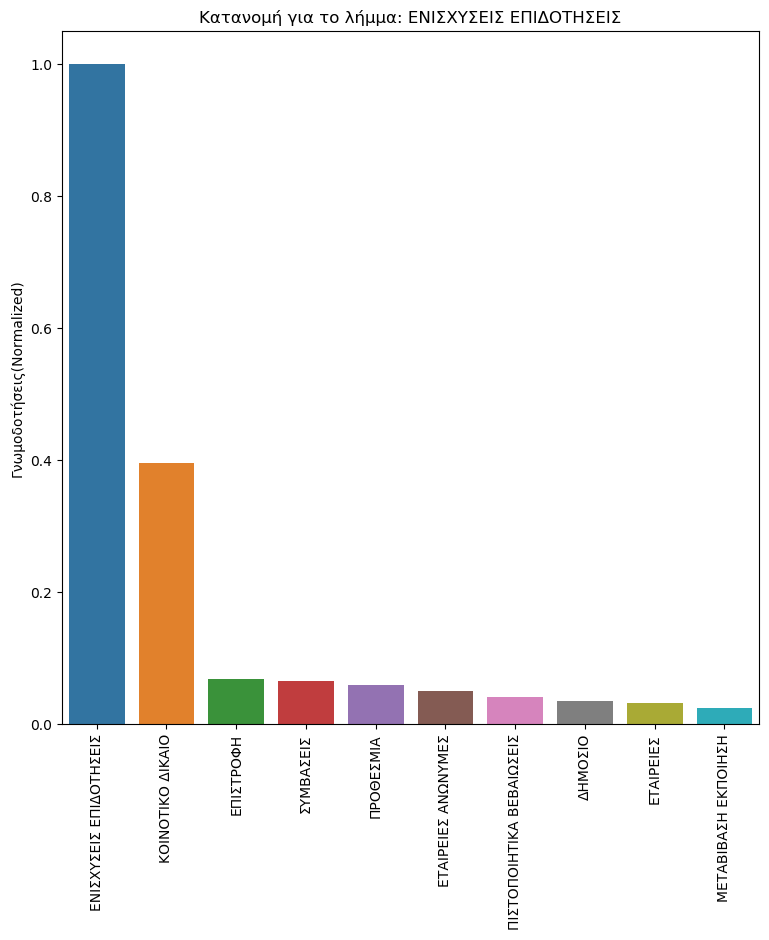 Κατανομή για το λήμμα: ΕΝΙΣΧΥΣΕΙΣ ΕΠΙΔΟΤΗΣΕΙΣ
Γνωμοδοτήσεις(Normalized)
1.0
0.8
0.6
0.4
0.2
0.0
ΕΝΙΣΧΥΣΕΙΣ ΕΠΙΔΟΤΗΣΕΙΣ
ΚΟΙΝΟΤΙΚΟ ΔΙΚΑΙΟ
ΕΠΙΣΤΡΟΦΗ
ΣΥΜΒΑΣΕΙΣ
ΠΡΟΘΕΣΜΙΑ
ΕΤΑΙΡΕΙΕΣ ΑΝΩΝΥΜΕΣ
ΠΙΣΤΟΠΟΙΗΤΙΚΑ ΒΕΒΑΙΩΣΕΙΣ
ΔΗΜΟΣΙΟ
ΕΤΑΙΡΕΙΕΣ
ΜΕΤΑΒΙΒΑΣΗ ΕΚΠΟΙΗΣΗ